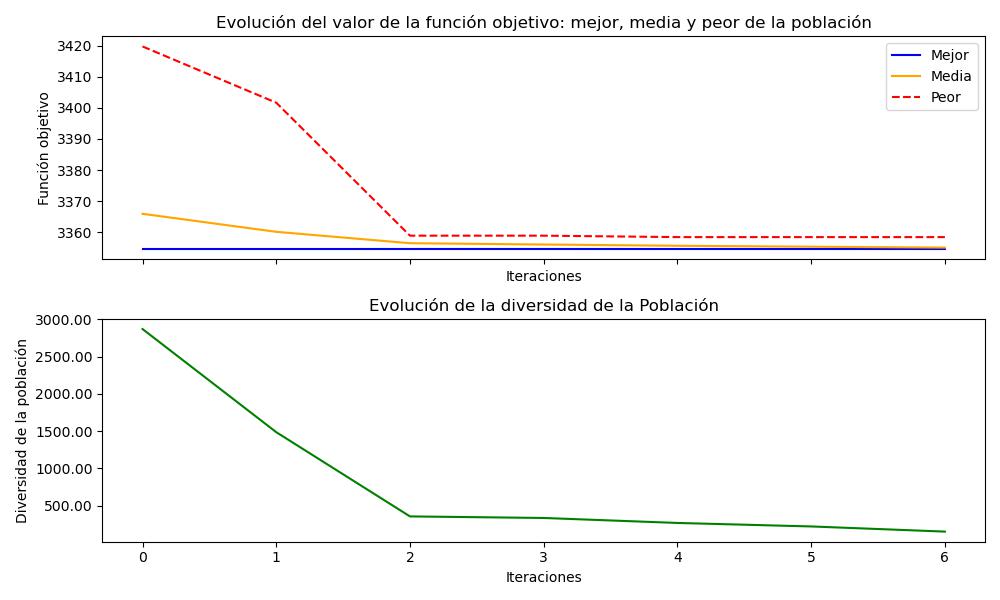 Evolución del valor de la función objetivo: mejor, media y peor de la población
Función objetivo
3420
3410
3400
3390
3380
3370
3360
Mejor
Media
Peor
Iteraciones
Evolución de la diversidad de la Población
Diversidad de la población
3000.00
2500.00
2000.00
1500.00
1000.00
500.00
0 1 2 3 4 5 6
Iteraciones